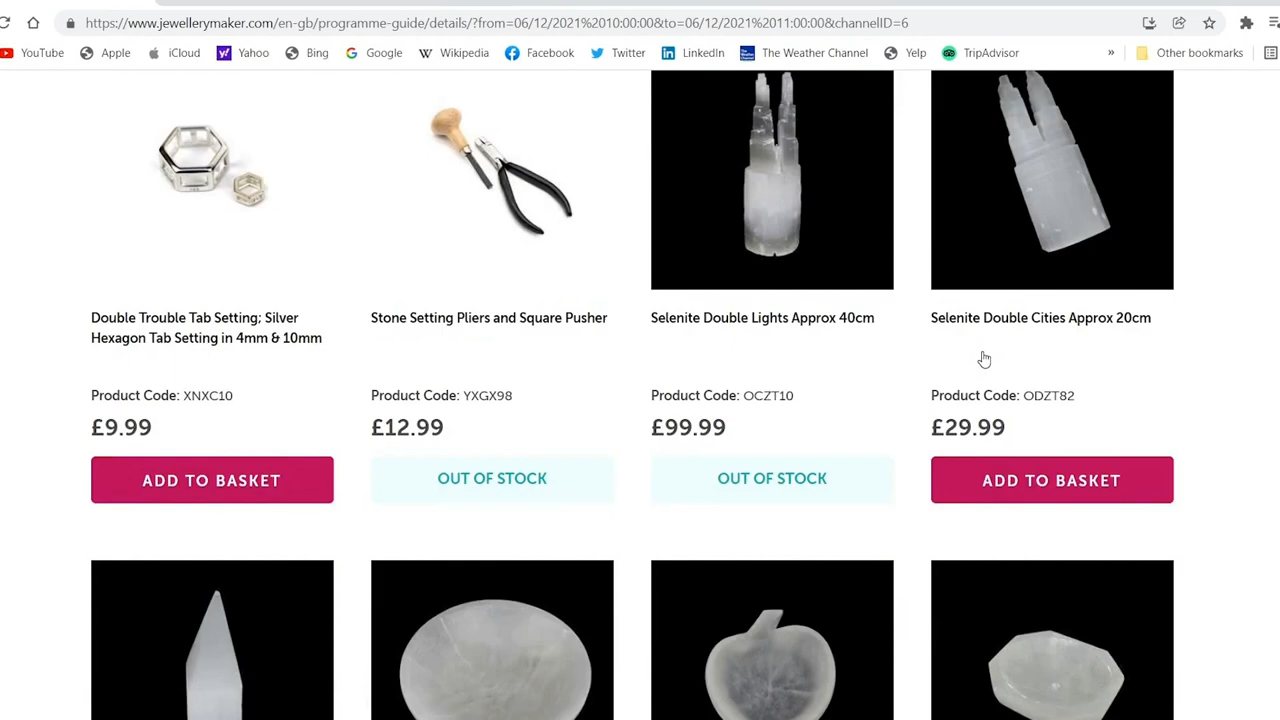 https://www.jewellerymaker.com/en-gb/programme-guide/details/?from=06/12/2021%2010:00:00&to=06/12/2021%2011:00:00&channelID=6
YouTube Apple iCloud Yahoo Bing Google Wikipedia Facebook Twitter LinkedIn The Weather Channel Yelp TripAdvisor » Other bookmarks
Double Trouble Tab Setting; Silver
Hexagon Tab Setting in 4mm & 10mm
Product Code: XNXC10
£9.99
ADD TO BASKET
Stone Setting Pliers and Square Pusher
Product Code: YXGX98
£12.99
OUT OF STOCK
Selenite Double Lights Approx 40cm
Product Code: OCZT10
£99.99
OUT OF STOCK
Selenite Double Cities Approx 20cm
Product Code: ODZT82
£29.99
ADD TO BASKET